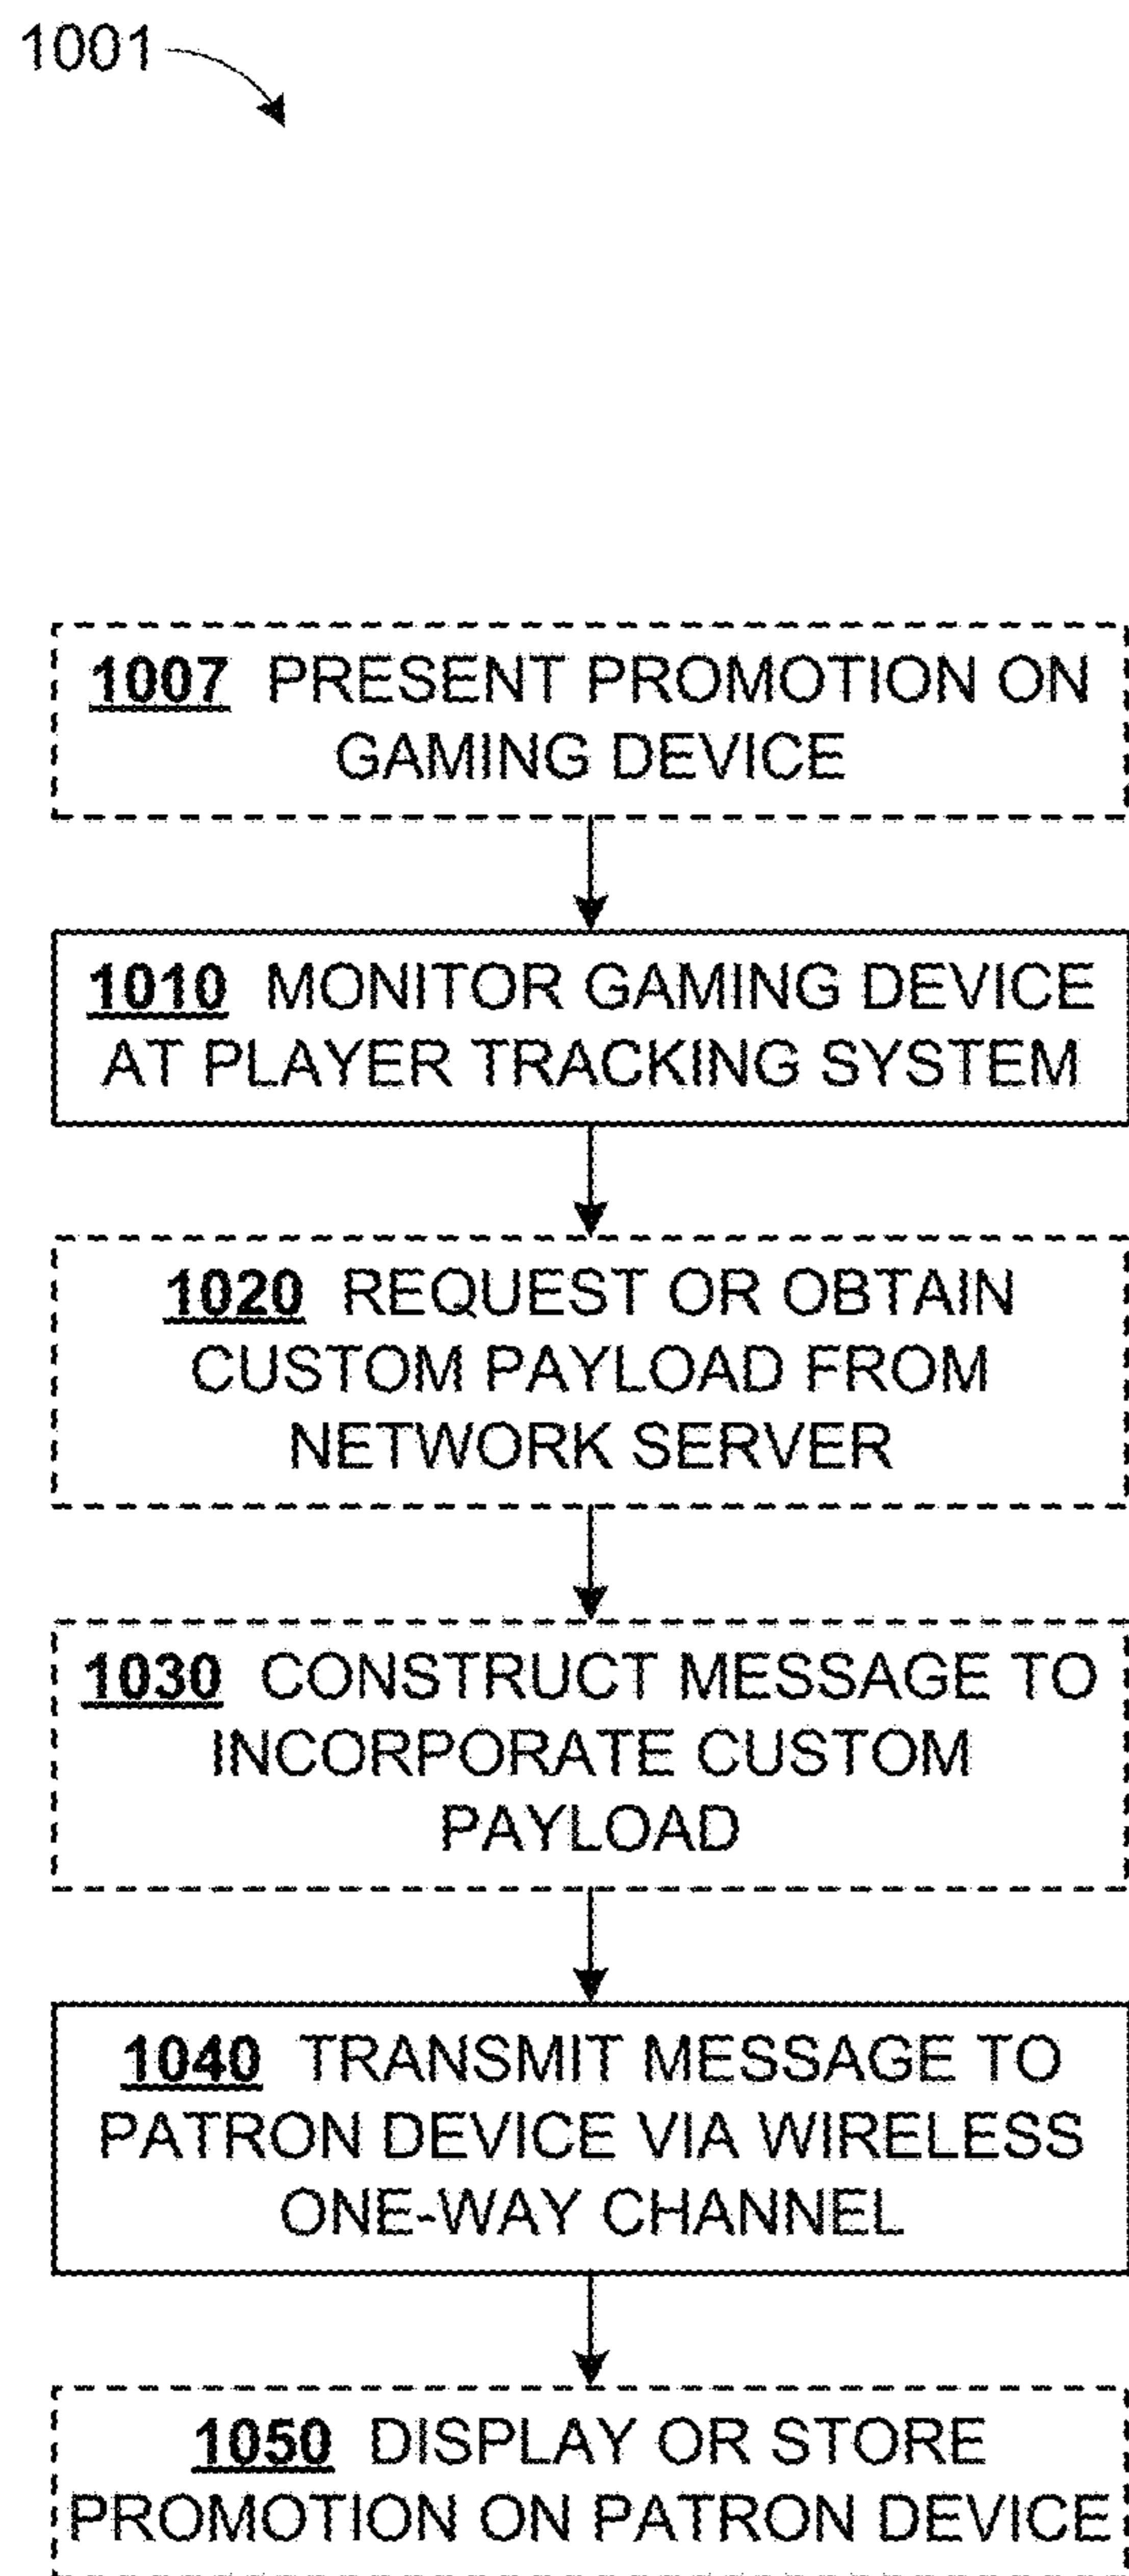 1001
1007 PRESENT PROMOTION ON
GAMING DEVICE
1010 MONITOR GAMING DEVICE
AT PLAYER TRACKING SYSTEM
1020 REQUEST OR OBTAIN
CUSTOM PAYLOAD FROM
NETWORK SERVER
1030 CONSTRUCT MESSAGE TO
INCORPORATE CUSTOM
PAYLOAD
1040 TRANSMIT MESSAGE TO
PATRON DEVICE VIA WIRELESS
ONE-WAY CHANNEL
1050 DISPLAY OR STORE
PROMOTION ON PATRON DEVICE